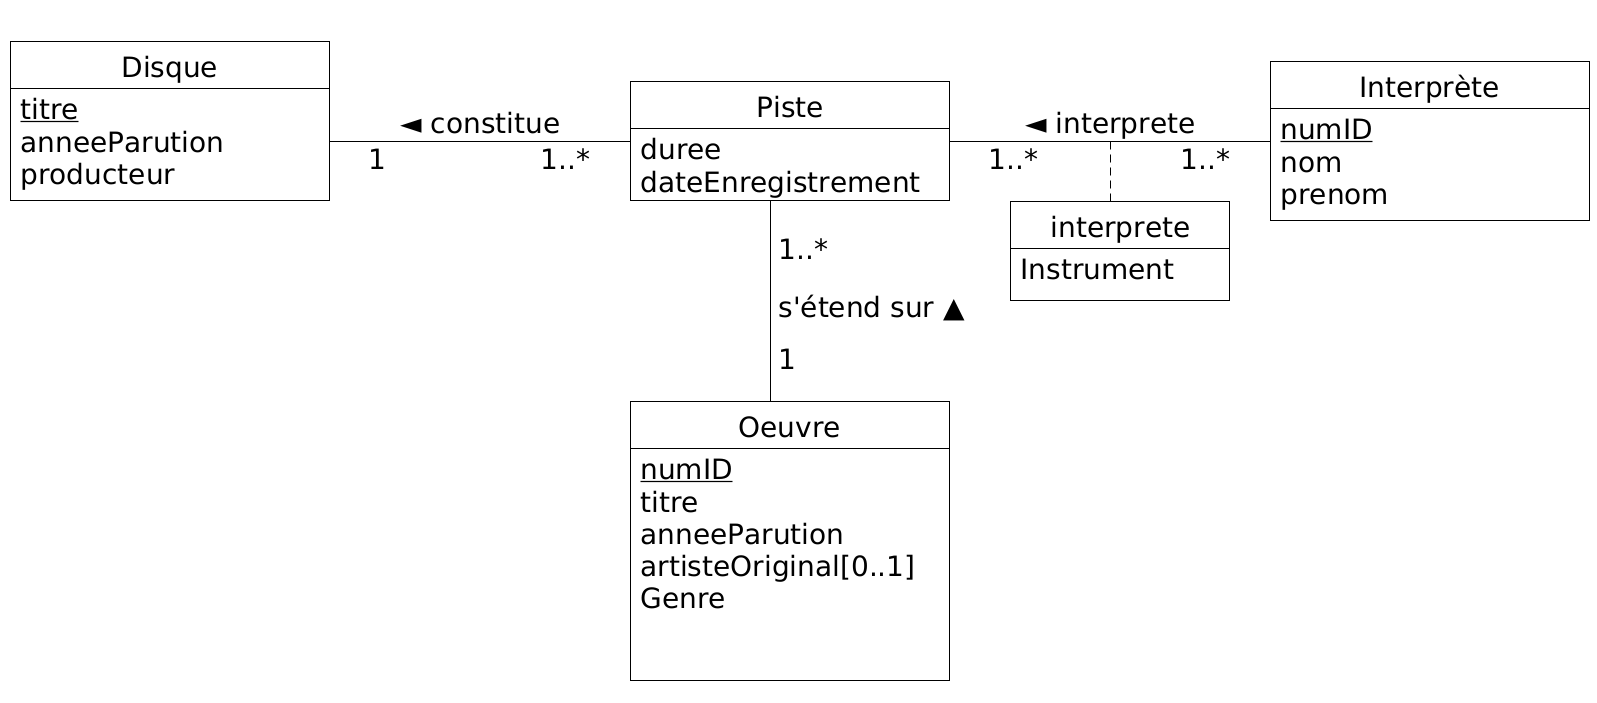 Disque
titre
anneeParution
producteur
◄ constitue
1
1..*
Piste
duree
dateEnregistrement
◄ interprete
1..*
1..*
Interprète
numID
nom
prenom
interprete
Instrument
1..*
s'étend sur ▲
1
Oeuvre
numID
titre
anneeParution
artisteOriginal[0..1]
Genre